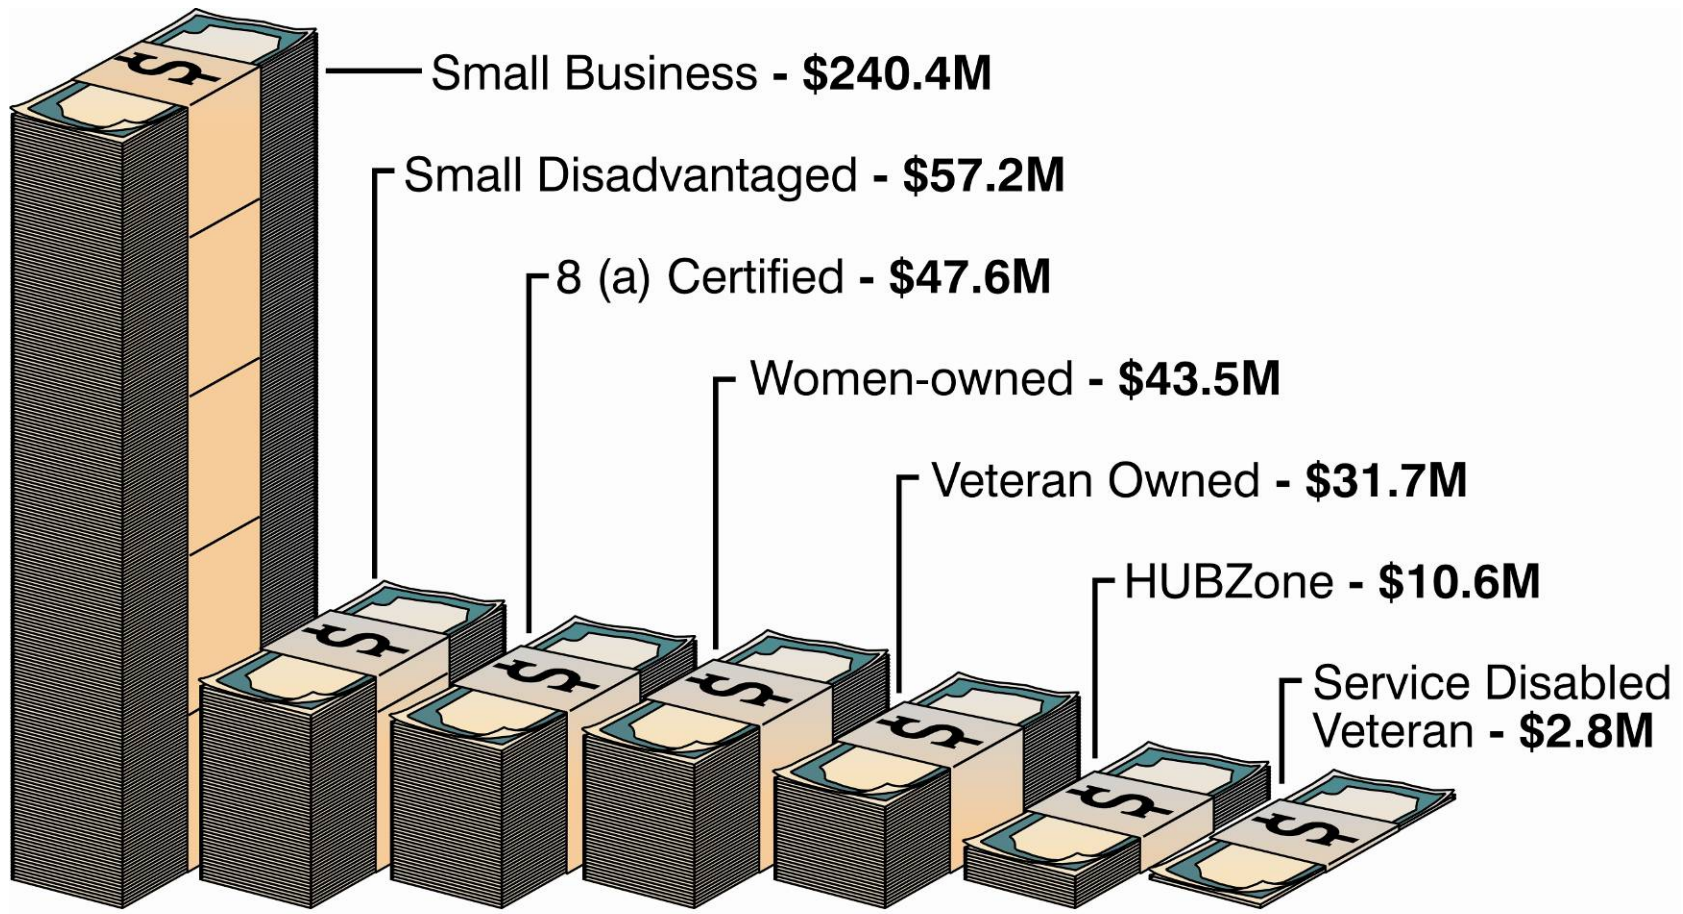 Small Business - $240.4M
Small Disadvantaged - $57.2M
8 (a) Certified - $47.6M
Women-owned - $43.5M
Veteran Owned - $31.7M
HUBZone - $10.6M
Service Disabled
Veteran - $2.8M
$
$
$
$
$
$
$